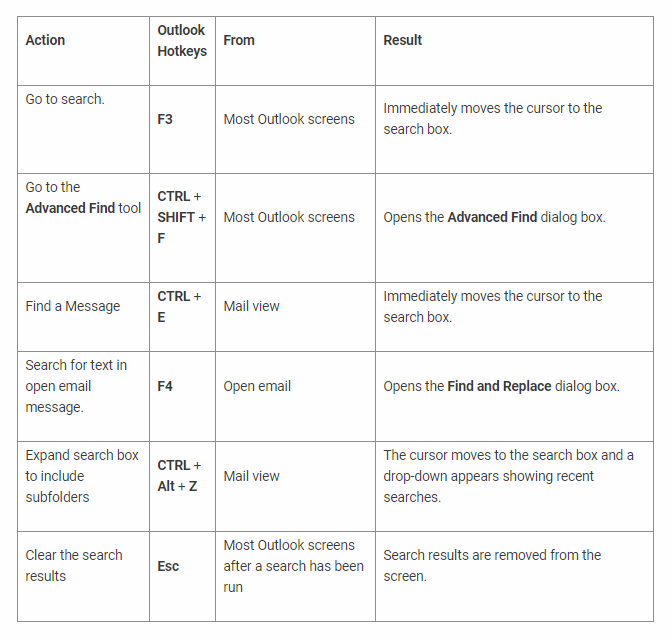 Action
Outlook
Hotkeys
From
Result
Go to search.
F3
Most Outlook screens
Immediately moves the cursor to the
search box.
Go to the
Advanced Find tool
CTRL +
SHIFT +
F
Most Outlook screens
Opens the Advanced Find dialog box.
Find a Message
CTRL +
E
Mail view
Immediately moves the cursor to the
search box.
Search for text in
open email
message.
F4
Open email
Opens the Find and Replace dialog box.
Expand search box
to include
subfolders
CTRL +
Alt + Z
Mail view
The cursor moves to the search box and a
drop-down appears showing recent
searches.
Clear the search
results
Esc
Most Outlook screens
after a search has been
run
Search results are removed from the
screen.